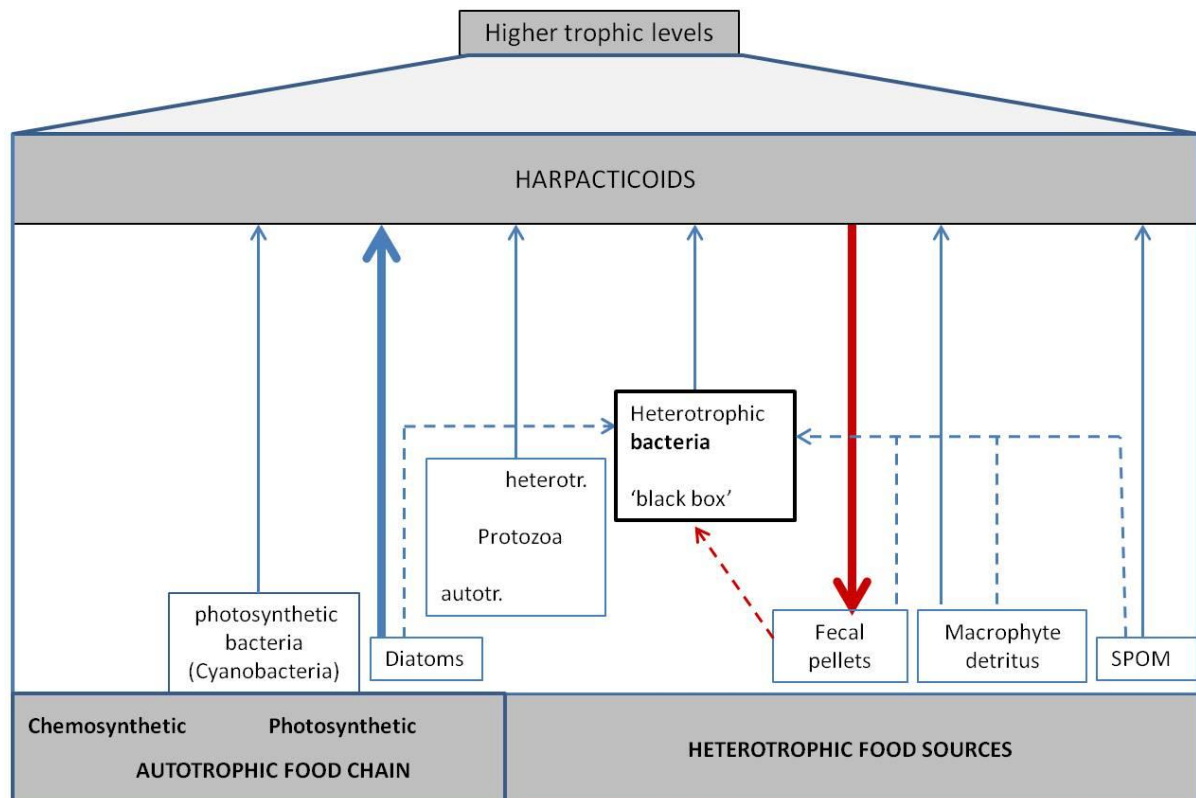 Higher trophic levels
HARPACTICOIDS
Heterotrophic
bacteria
‘black box’
heterotr.
Protozoa
autotr.
photosynthetic
bacteria
(Cyanobacteria)
Diatoms
Fecal
pellets
Macrophyte
detritus
SPOM
Chemosynthetic
Photosynthetic
AUTOTROPHIC FOOD CHAIN
HETEROTROPHIC FOOD SOURCES